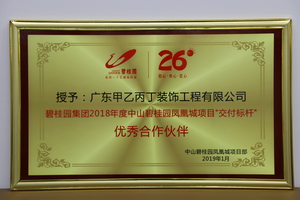 碧桂园
26°
授予：广东甲乙丙丁装饰工程有限公司
碧桂园集团2018年度中山碧桂园凤凰城项目"交付标杆"
优秀合作伙伴
中山碧桂园凤凰城项目部
2019年1月